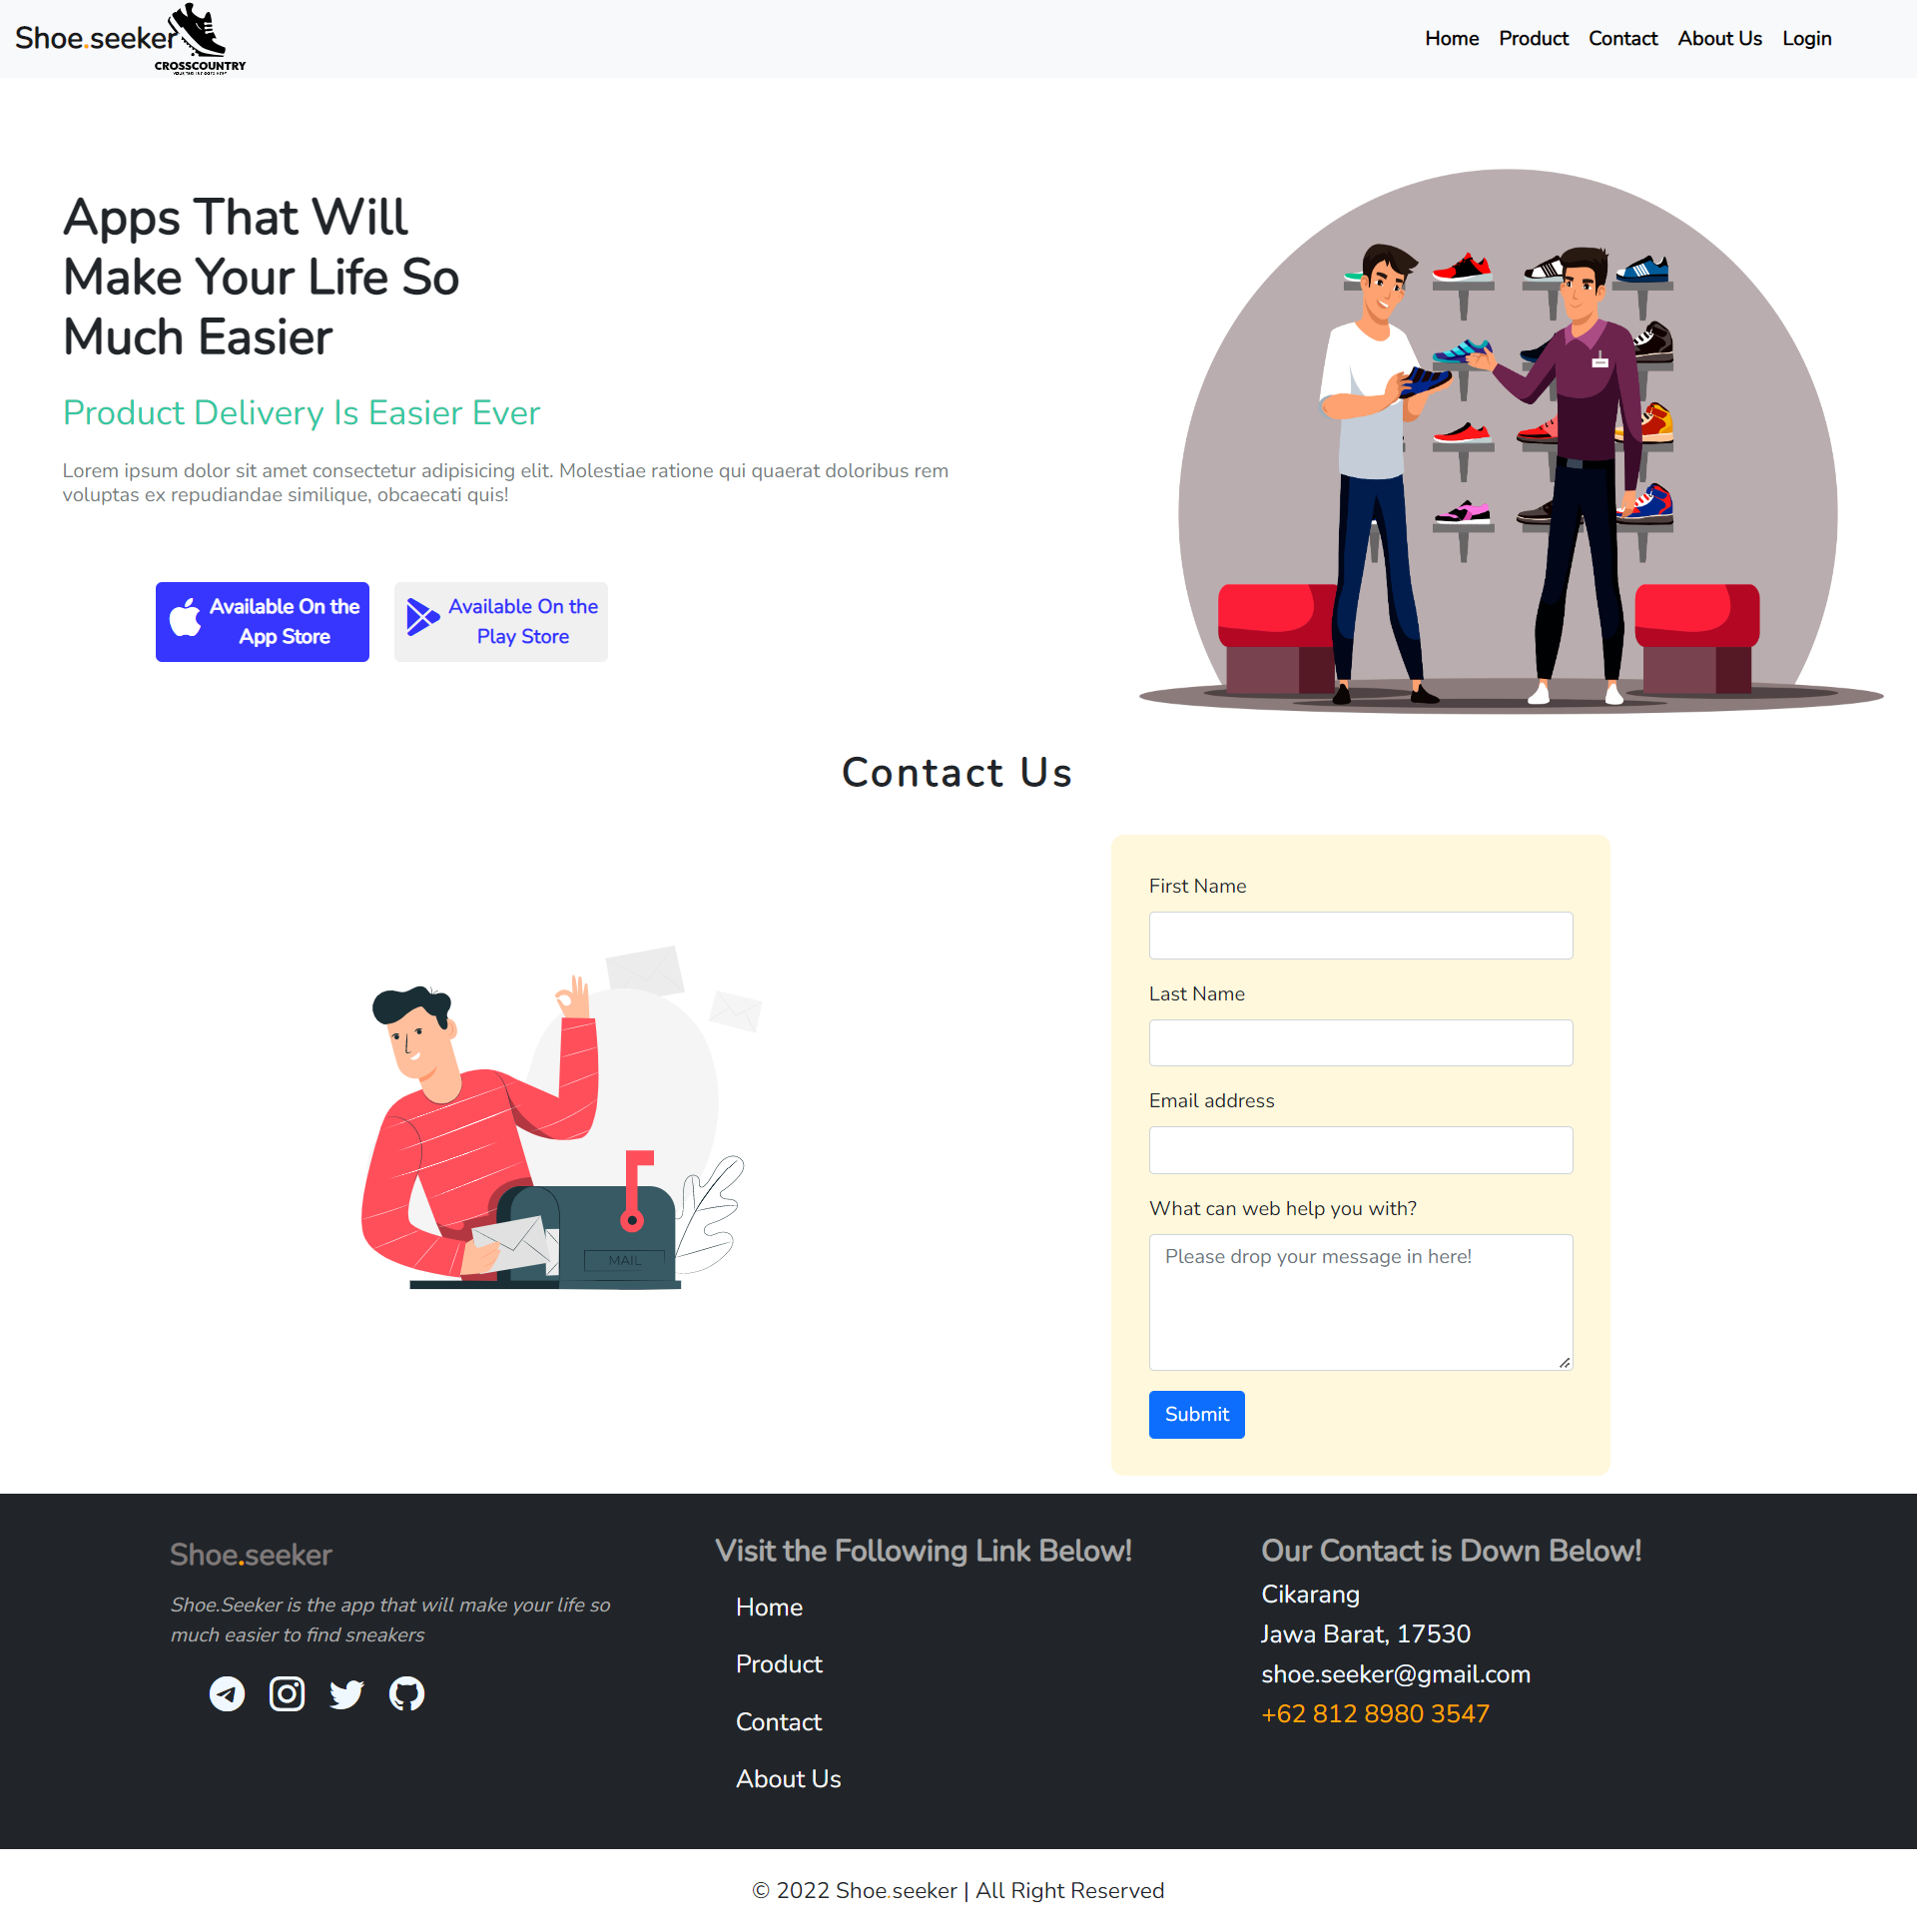 Shoe.seeker
CROSSCOUNTRY
Home Product Contact About Us Login
Apps That Will
Make Your Life So
Much Easier
Product Delivery Is Easier Ever
Lorem ipsum dolor sit amet consectetur adipisicing elit. Molestiae ratione qui quaerat doloribus rem
voluptas ex repudiandae similique, obcaecati quis!
Available On the
App Store
Available On the
Play Store
Contact Us
MAIL
First Name
Last Name
Email address
What can web help you with?
Please drop your message in here!
Submit
Shoe.seeker
Shoe.Seeker is the app that will make your life so
much easier to find sneakers
Visit the Following Link Below!
Home
Product
Contact
About Us
Our Contact is Down Below!
Cikarang
Jawa Barat, 17530
shoe.seeker@gmail.com
+62 812 8980 3547
© 2022 Shoe.seeker | All Right Reserved